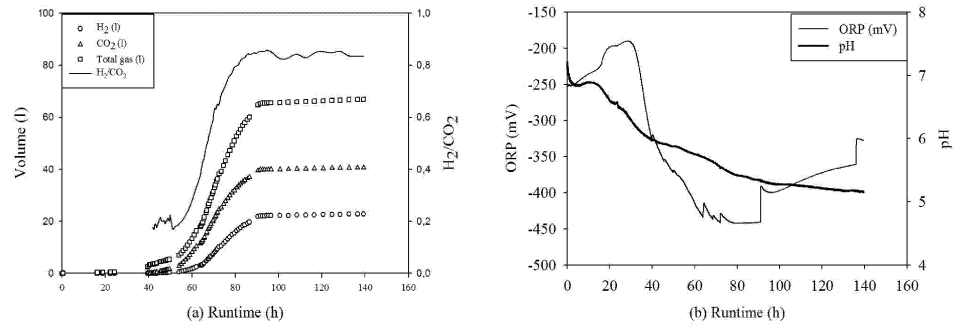 H2 (l)
CO2 (l)
Total gas (l)
H2/CO2
100
80
60
40
20
0
Volume (l)
1,0
0,8
0,6
0,4
0,2
0,0
H2/CO2
0 20 40 60 80 100 120 140 160
(a) Runtime (h)
ORP (mV)
pH
-150
-200
-250
-300
-350
-400
-450
-500
ORP (mV)
8
7
6
5
4
pH
0 20 40 60 80 100 120 140 160
(b) Runtime (h)